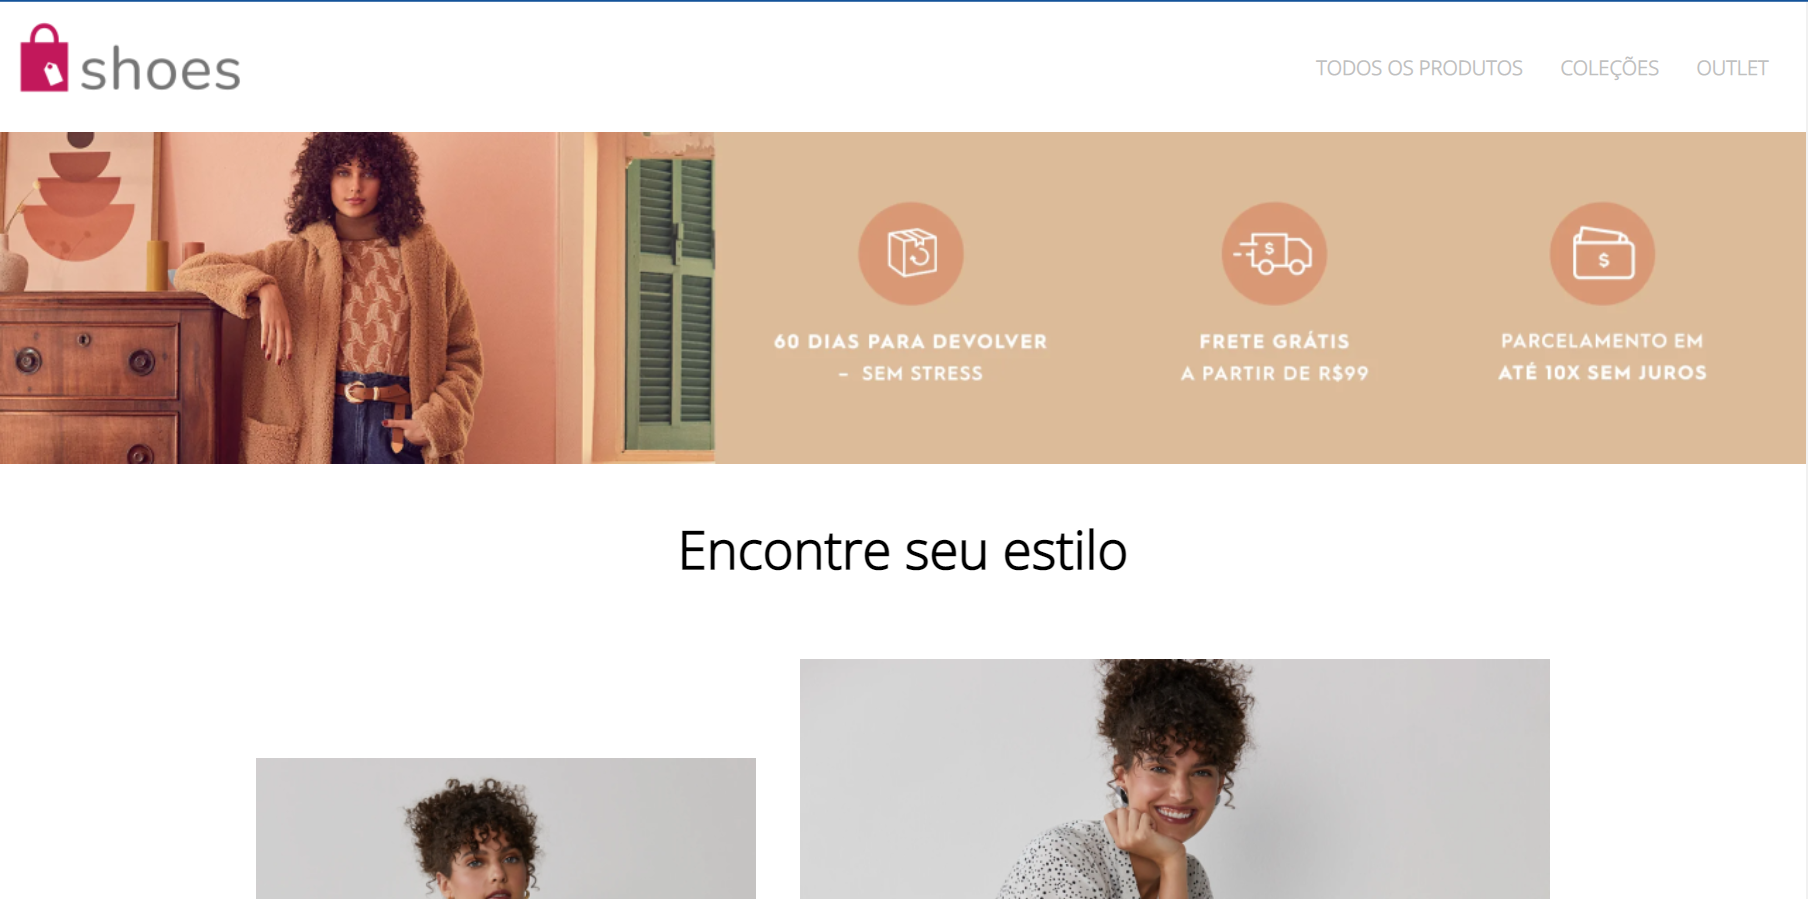 shoes
TODOS OS PRODUTOS
COLEÇÕES
OUTLET
60 DIAS PARA DEVOLVER
– SEM STRESS
FRETE GRÁTIS
A PARTIR DE R$99
PARCELAMENTO EM
ATÉ 10X SEM JUROS
Encontre seu estilo